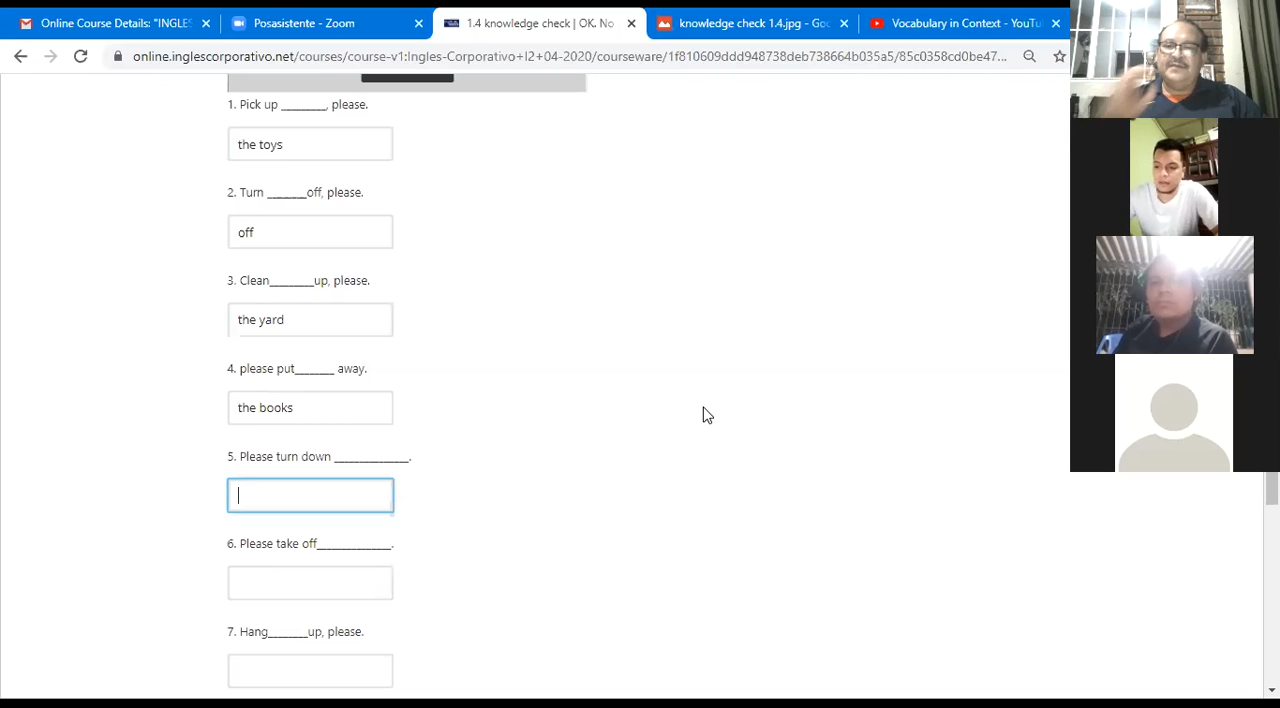 Online Course Details: "INGLES
Posasistente - Zoom
1.4 knowledge check | OK. No
knowledge check 1.4.jpg - Goo
Vocabulary in Context - YouTu
online.inglescorporativo.net/courses/course-v1:Ingles-Corporativo+I2+04-2020/courseware/1f810609ddd948738deb738664b035a5/85c0358cd0be47...
1. Pick up ________, please.
the toys
2. Turn _______off, please.
off
3. Clean________up, please.
the yard
4. please put_______ away.
the books
5. Please turn down _____________.
6. Please take off_____________.
7. Hang_______up, please.